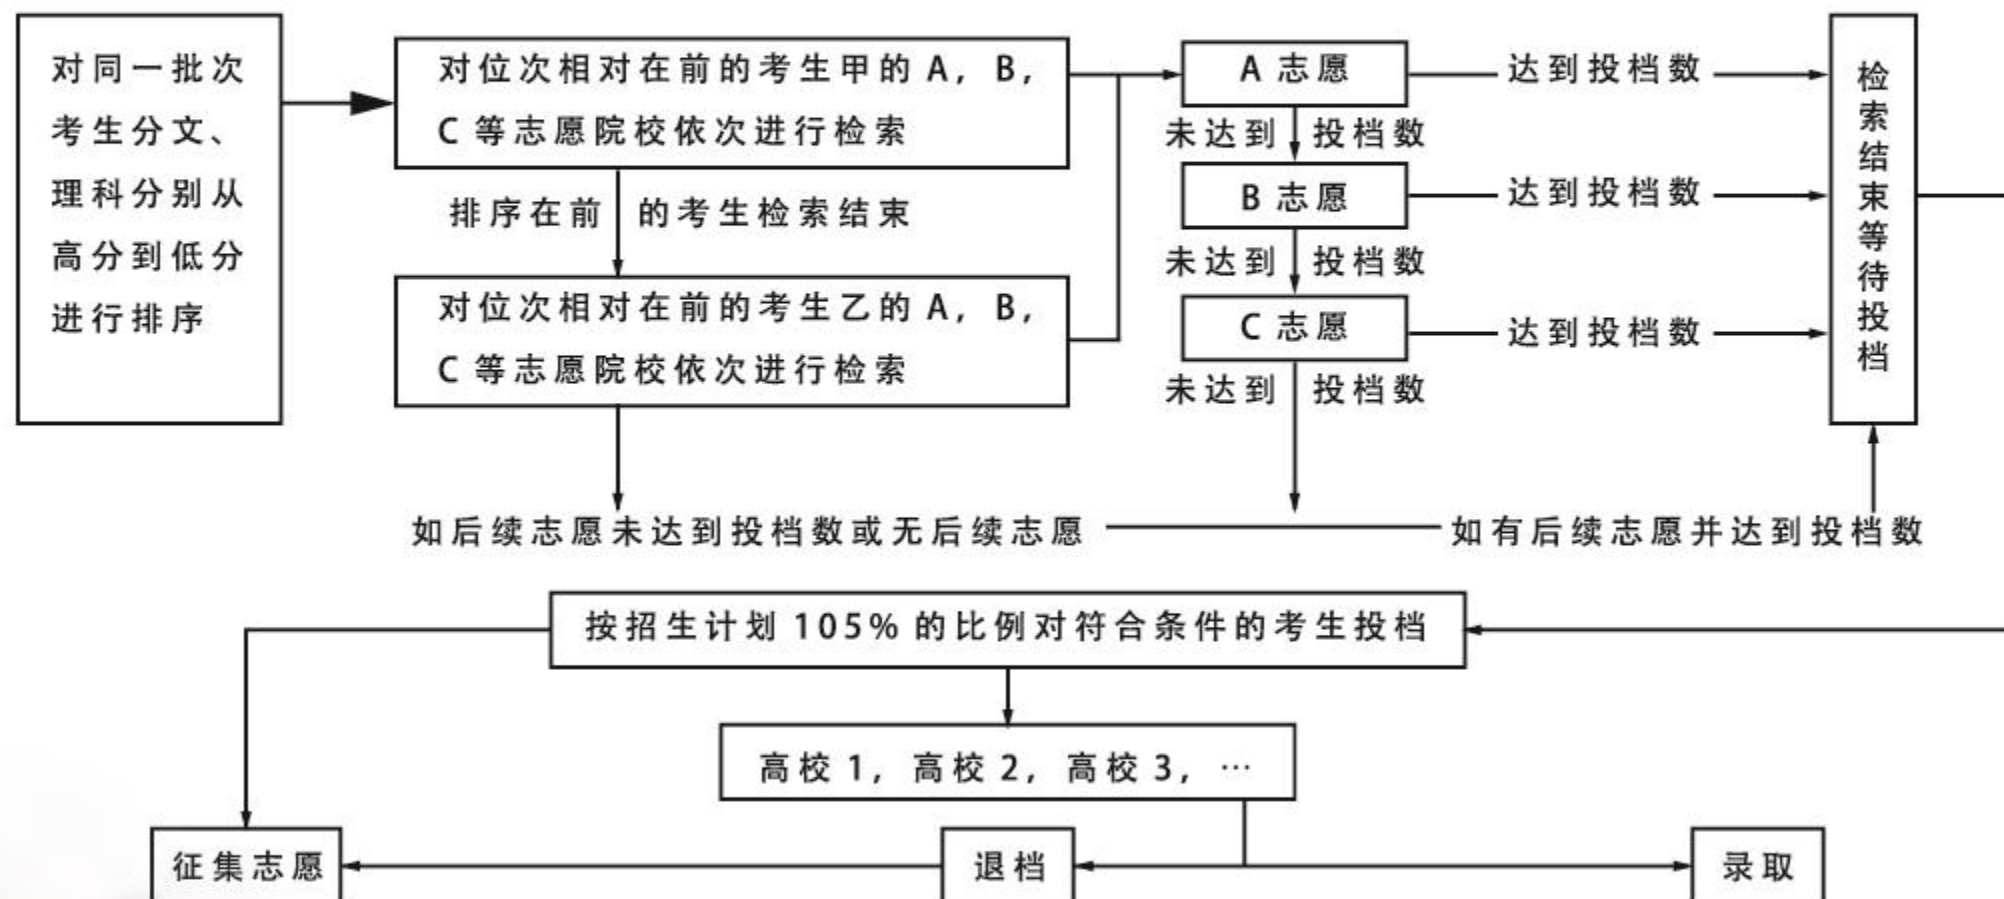 对同一批次
考生分文、
理科分别从
高分到低分
进行排序
对位次相对在前的考生甲的 A, B,
C 等志愿院校依次进行检索
排序在前 的考生检索结束
对位次相对在前的考生乙的 A, B,
C 等志愿院校依次进行检索
A 志愿
达到投档数
未达到 投档数
B 志愿
达到投档数
未达到 投档数
C 志愿
达到投档数
未达到 投档数
检索结束等待投档
如后续志愿未达到投档数或无后续志愿
如有后续志愿并达到投档数
按招生计划 105% 的比例对符合条件的考生投档
高校 1, 高校 2, 高校 3, …
征集志愿
退档
录取